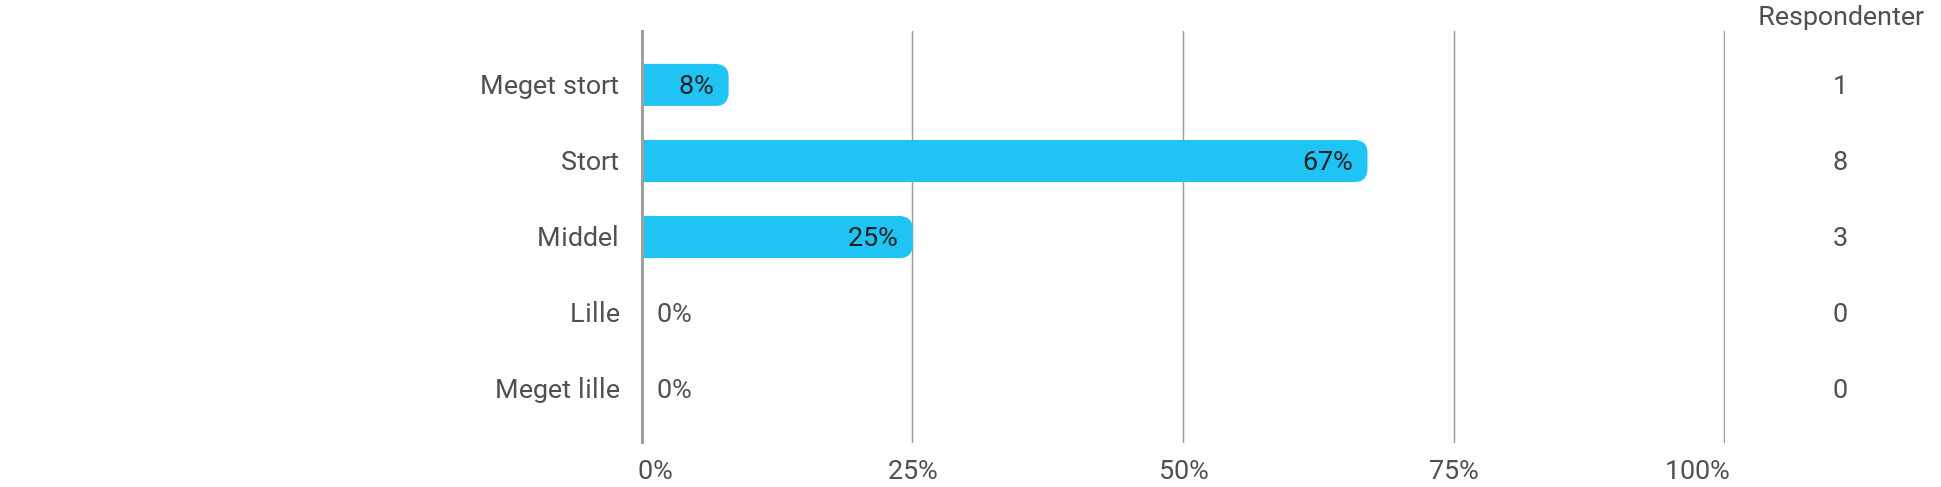 Respondenter
Meget stort 8% 1
Stort 67% 8
Middel 25% 3
Lille 0% 0
Meget lille 0% 0
0% 25% 50% 75% 100%